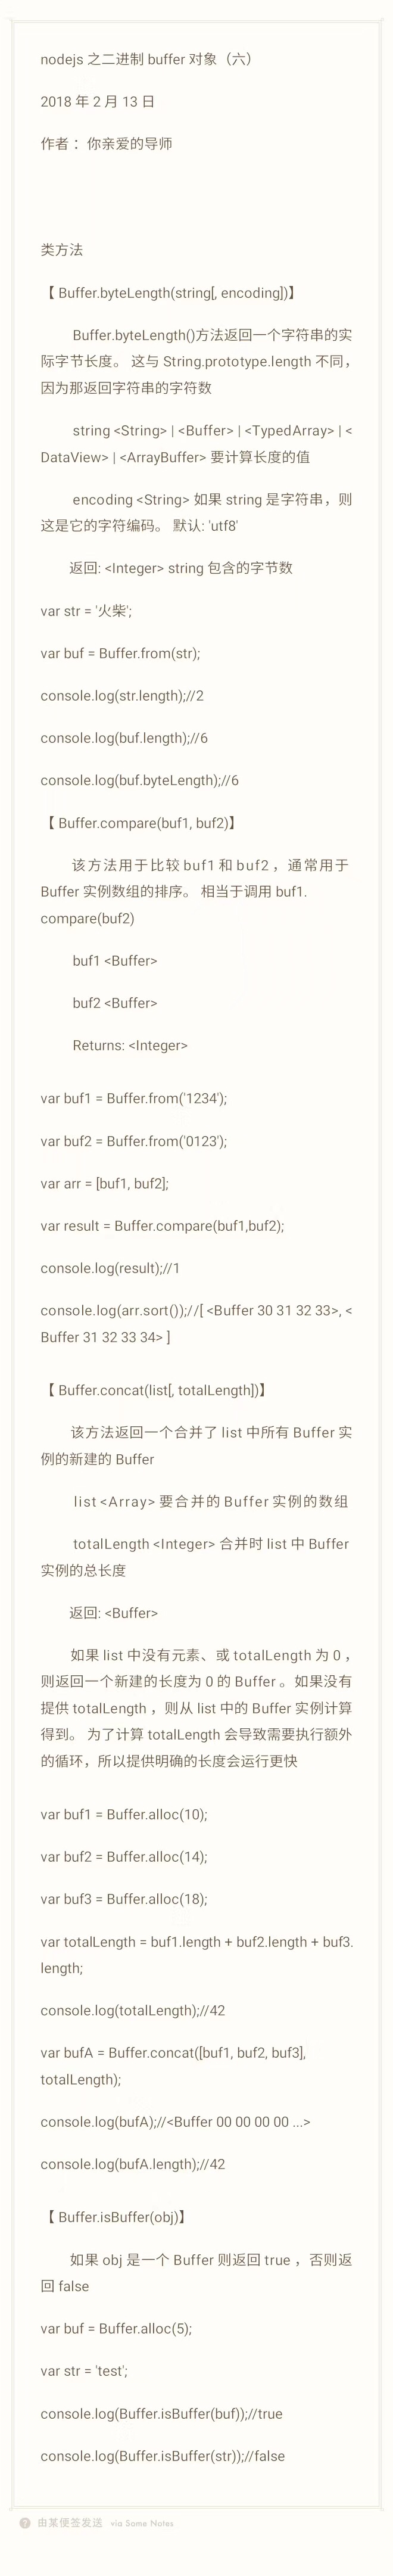 nodejs 之二进制 buffer 对象（六）
2018 年 2 月 13 日
作者 ：你亲爱的导师
类方法
【 Buffer.byteLength(string[, encoding])】
Buffer.byteLength()方法返回一个字符串的实
际字节长度。 这与 String.prototype.length 不同，
因为那返回字符串的字符数
string <String> | <Buffer> | <TypedArray> | <
DataView> | <ArrayBuffer> 要计算长度的值
encoding <String> 如果 string 是字符串，则
这是它的字符编码。 默认: 'utf8'
返回: <Integer> string 包含的字节数
var str = '火柴';
var buf = Buffer.from(str);
console.log(str.length);//2
console.log(buf.length);//6
console.log(buf.byteLength);//6
【 Buffer.compare(buf1, buf2)】
该方法用于比较 buf1 和 buf2 ，通常用于
Buffer 实例数组的排序。 相当于调用 buf1.
compare(buf2)
buf1 <Buffer>
buf2 <Buffer>
Returns: <Integer>
var buf1 = Buffer.from('1234');
var buf2 = Buffer.from('0123');
var arr = [buf1, buf2];
var result = Buffer.compare(buf1,buf2);
console.log(result);//1
console.log(arr.sort());//[ <Buffer 30 31 32 33>, <
Buffer 31 32 33 34> ]
【 Buffer.concat(list[, totalLength])】
该方法返回一个合并了 list 中所有 Buffer 实
例的新建的 Buffer
list <Array> 要合并的 Buffer 实例的数组
totalLength <Integer> 合并时 list 中 Buffer
实例的总长度
返回: <Buffer>
如果 list 中没有元素、或 totalLength 为 0 ，
则返回一个新建的长度为 0 的 Buffer 。如果没有
提供 totalLength ，则从 list 中的 Buffer 实例计算
得到。 为了计算 totalLength 会导致需要执行额外
的循环，所以提供明确的长度会运行更快
var buf1 = Buffer.alloc(10);
var buf2 = Buffer.alloc(14);
var buf3 = Buffer.alloc(18);
var totalLength = buf1.length + buf2.length + buf3.
length;
console.log(totalLength);//42
var bufA = Buffer.concat([buf1, buf2, buf3],
totalLength);
console.log(bufA);//<Buffer 00 00 00 00 ...>
console.log(bufA.length);//42
【 Buffer.isBuffer(obj)】
如果 obj 是一个 Buffer 则返回 true ，否则返
回 false
var buf = Buffer.alloc(5);
var str = 'test';
console.log(Buffer.isBuffer(buf));//true
console.log(Buffer.isBuffer(str));//false
由某便签发送 via Some Notes